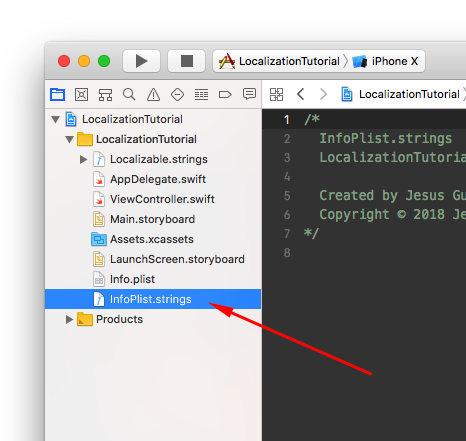 LocalizationTutorial iPhone X
LocalizationTutorial
LocalizationTutorial
LocalizationTutorial
Localizable.strings
AppDelegate.swift
ViewController.swift
Main.storyboard
Assets.xcassets
LaunchScreen.storyboard
Info.plist
InfoPlist.strings
Products
1 /*
2 InfoPlist.strings
3 LocalizationTutoria
4
5 Created by Jesus Gu
6 Copyright © 2018 Je
7 */
8